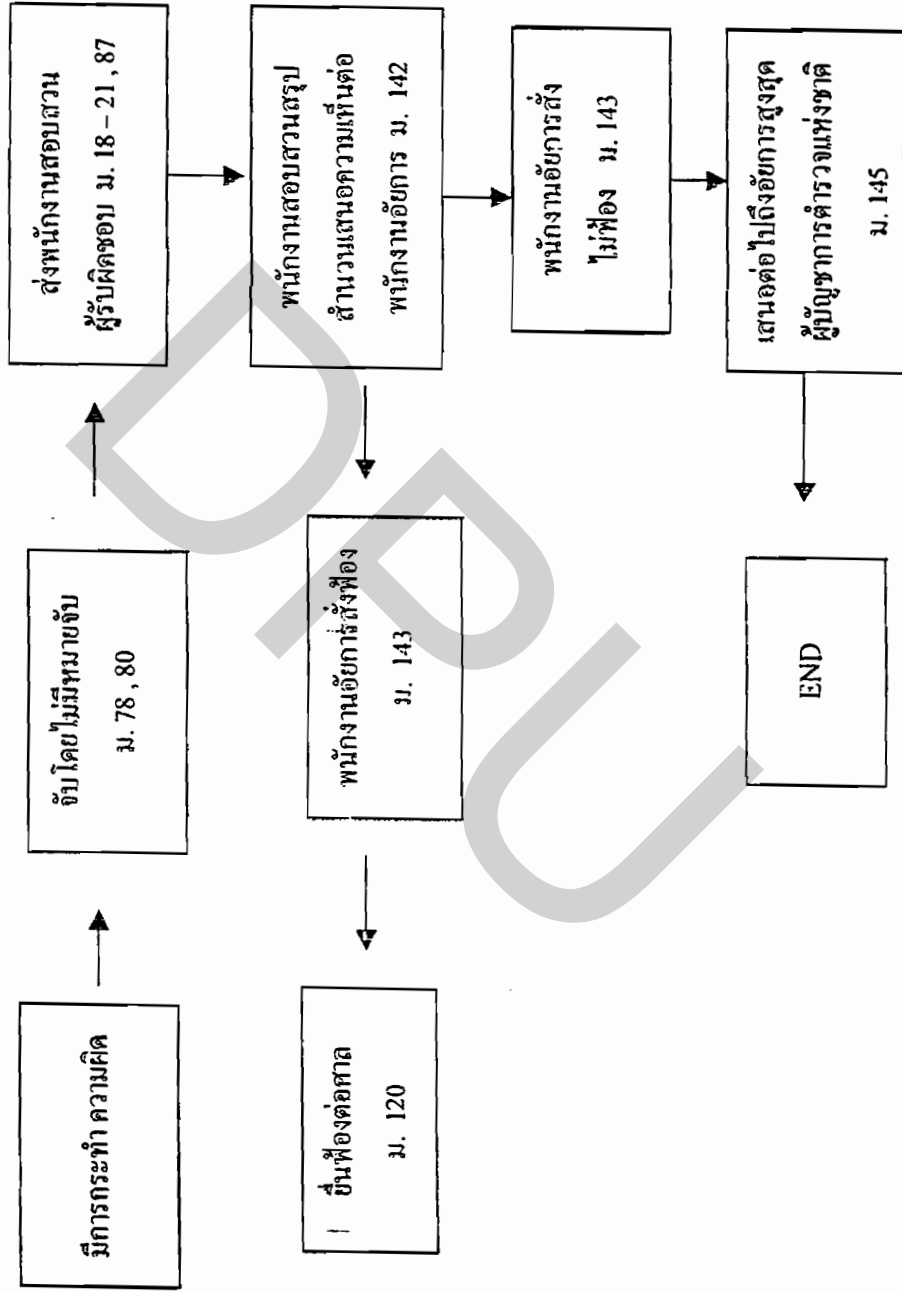 มีการกระทำ ความผิด
จับโดยไม่มีหมายจับ
ม. 78 , 80
ส่งพนักงานสอบสวน
ผู้รับผิดชอบ ม. 18 – 21 , 87
พนักงานสอบสวนสรุป
สำนวนเสนอความเห็นต่อ
พนักงานอัยการ ม. 142
พนักงานอัยการสั่งฟ้อง
ม. 143
ยื่นฟ้องต่อศาล
ม. 120
พนักงานอัยการสั่ง
ไม่ฟ้อง ม. 143
เสนอต่อไปถึงอัยการสูงสุด
ผู้บัญชาการตำรวจแห่งชาติ
ม. 145
END
DPU